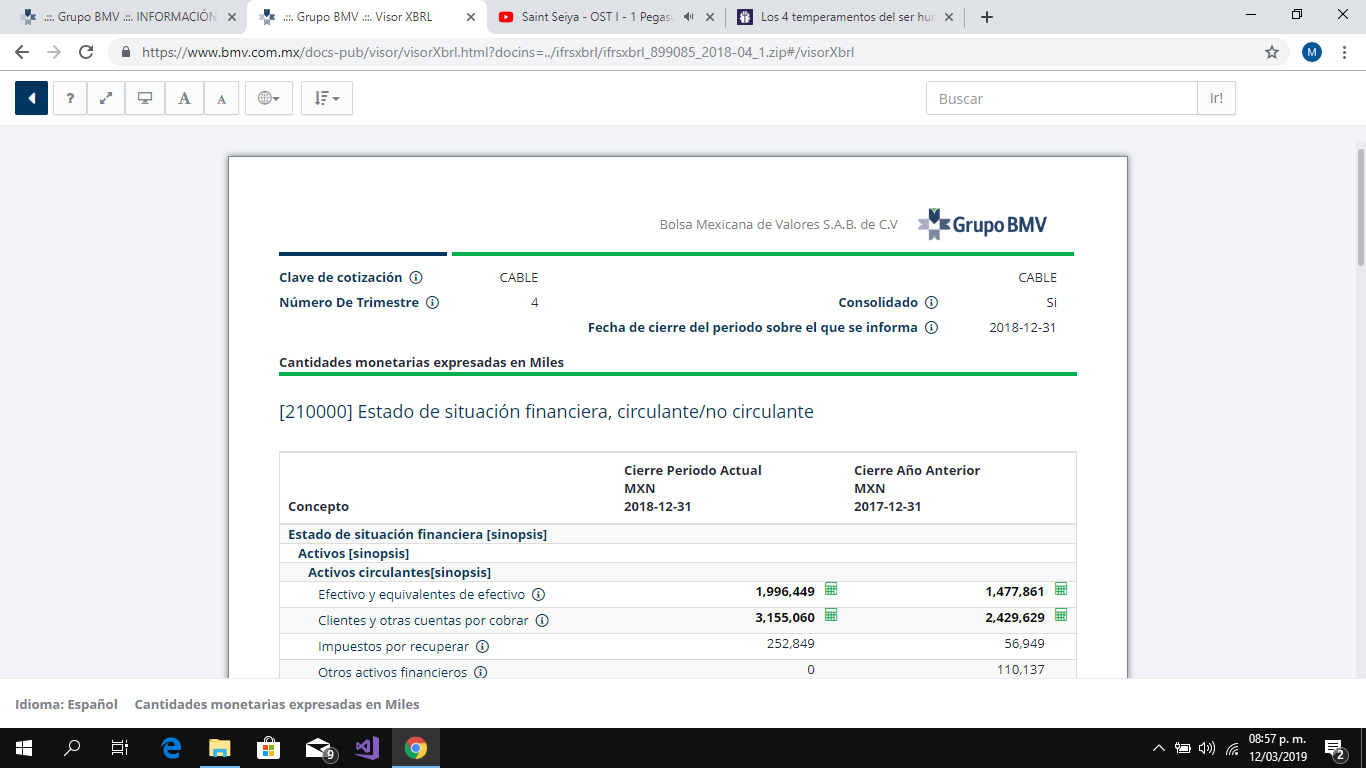 .::. Grupo BMV .::. INFORMACIÓN
.::. Grupo BMV .::. Visor XBRL
Saint Seiya - OST I - 1 Pegasu
Los 4 temperamentos del ser hum
https://www.bmv.com.mx/docs-pub/visor/visorXbrl.html?docins=../ifrsxbrl/ifrsxbrl_899085_2018-04_1.zip#/visorXbrl
M
? A A
Buscar Ir!
Bolsa Mexicana de Valores S.A.B. de C.V Grupo BMV
Clave de cotización CABLE CABLE
Número De Trimestre 4 Consolidado Si
Fecha de cierre del periodo sobre el que se informa 2018-12-31
Cantidades monetarias expresadas en Miles
[210000] Estado de situación financiera, circulante/no circulante
Cierre Periodo Actual Cierre Año Anterior
MXN MXN
Concepto 2018-12-31 2017-12-31
Estado de situación financiera [sinopsis]
Activos [sinopsis]
Activos circulantes[sinopsis]
Efectivo y equivalentes de efectivo 1,996,449 1,477,861
Clientes y otras cuentas por cobrar 3,155,060 2,429,629
Impuestos por recuperar 252,849 56,949
Otros activos financieros 0 110,137
Idioma: Español Cantidades monetarias expresadas en Miles
9
08:57 p. m.
12/03/2019
2